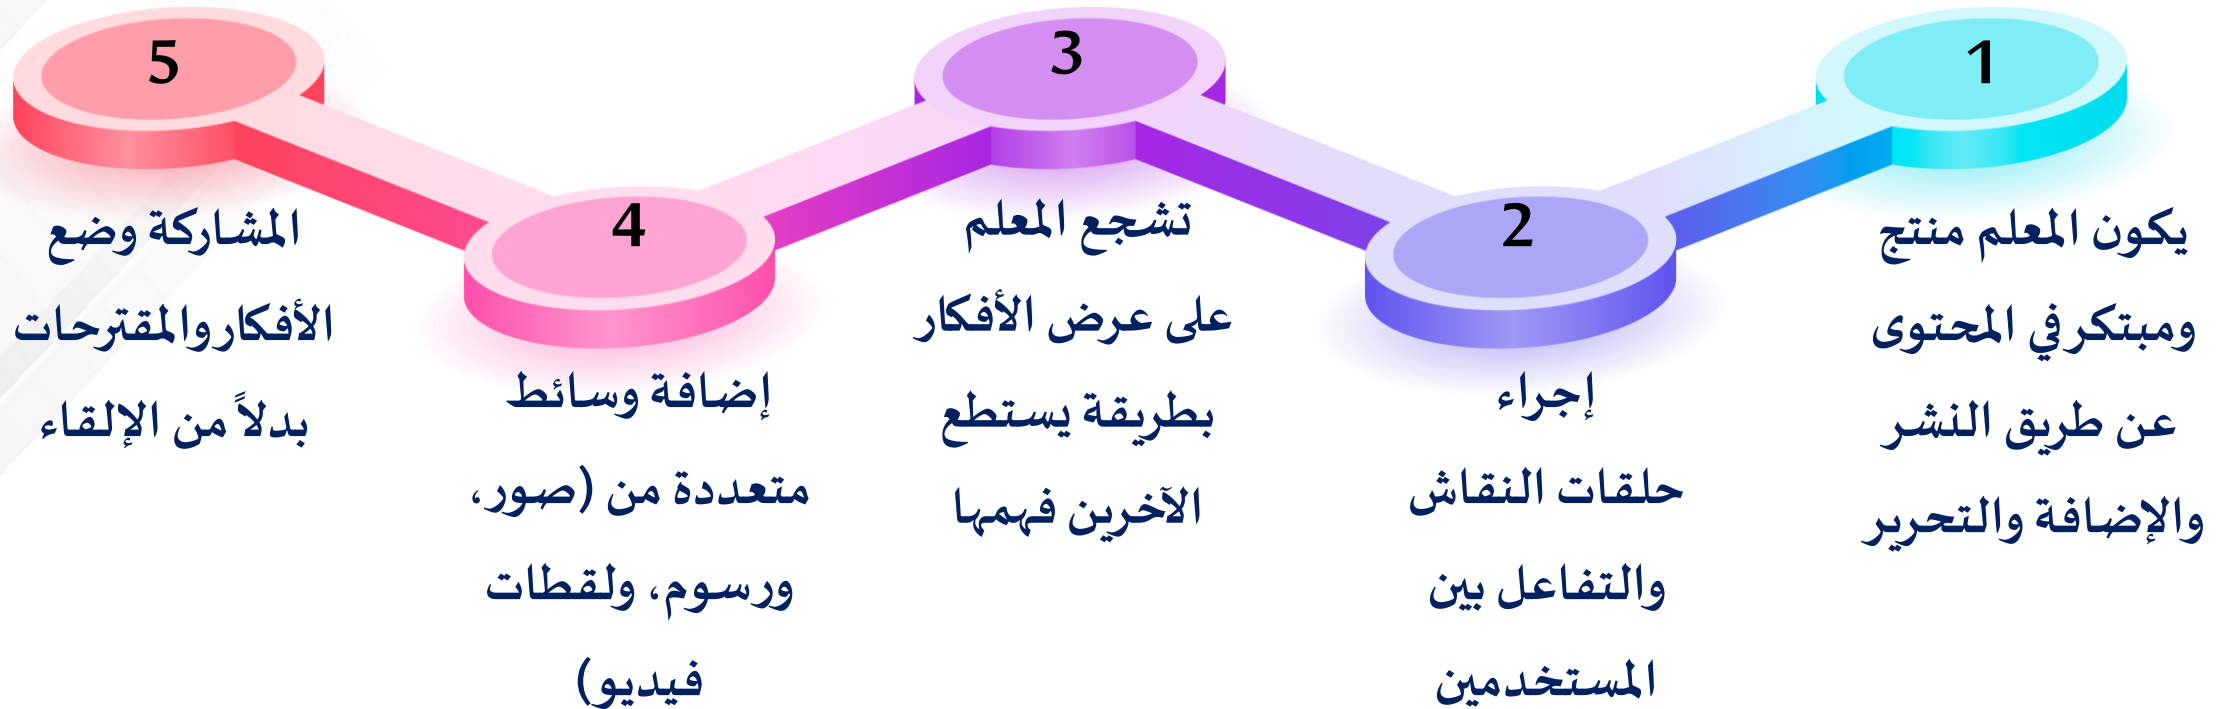 1
يكون المعلم منتج
ومبتكر في المحتوى
عن طريق النشر
والإضافة والتحرير
2
إجراء
حلقات النقاش
والتفاعل بين
المستخدمين
3
تشجع المعلم
على عرض الأفكار
بطريقة يستطع
الآخرين فهمها
4
إضافة وسائط
متعددة من (صور،
ورسوم، ولقطات
فيديو)
5
المشاركة وضع
الأفكار والمقترحات
بدلاً من الإلقاء